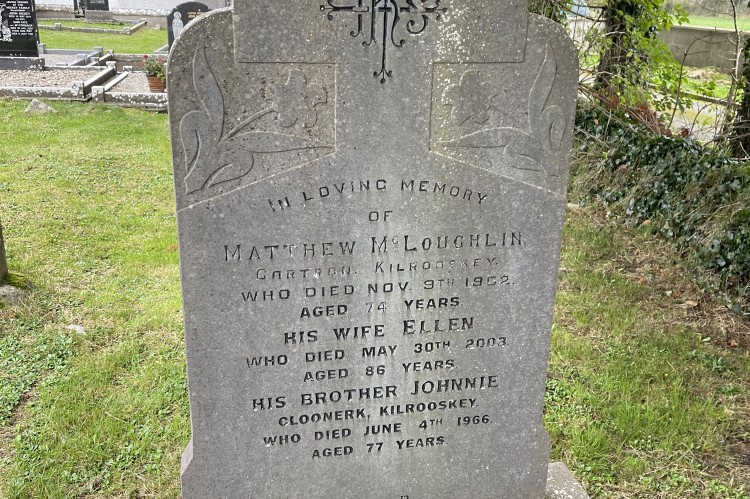 IHS
IN LOVING MEMORY
OF
MATTHEW McLOUGHLIN
CARTRON, KILROOSKEY.
WHO DIED NOV. 9TH 1962.
AGED 74 YEARS.
HIS WIFE ELLEN
WHO DIED MAY 30TH 2003.
AGED 86 YEARS.
HIS BROTHER JOHNNIE
CLOONERK, KILROOSKEY.
WHO DIED JUNE 4TH 1966.
AGED 77 YEARS.